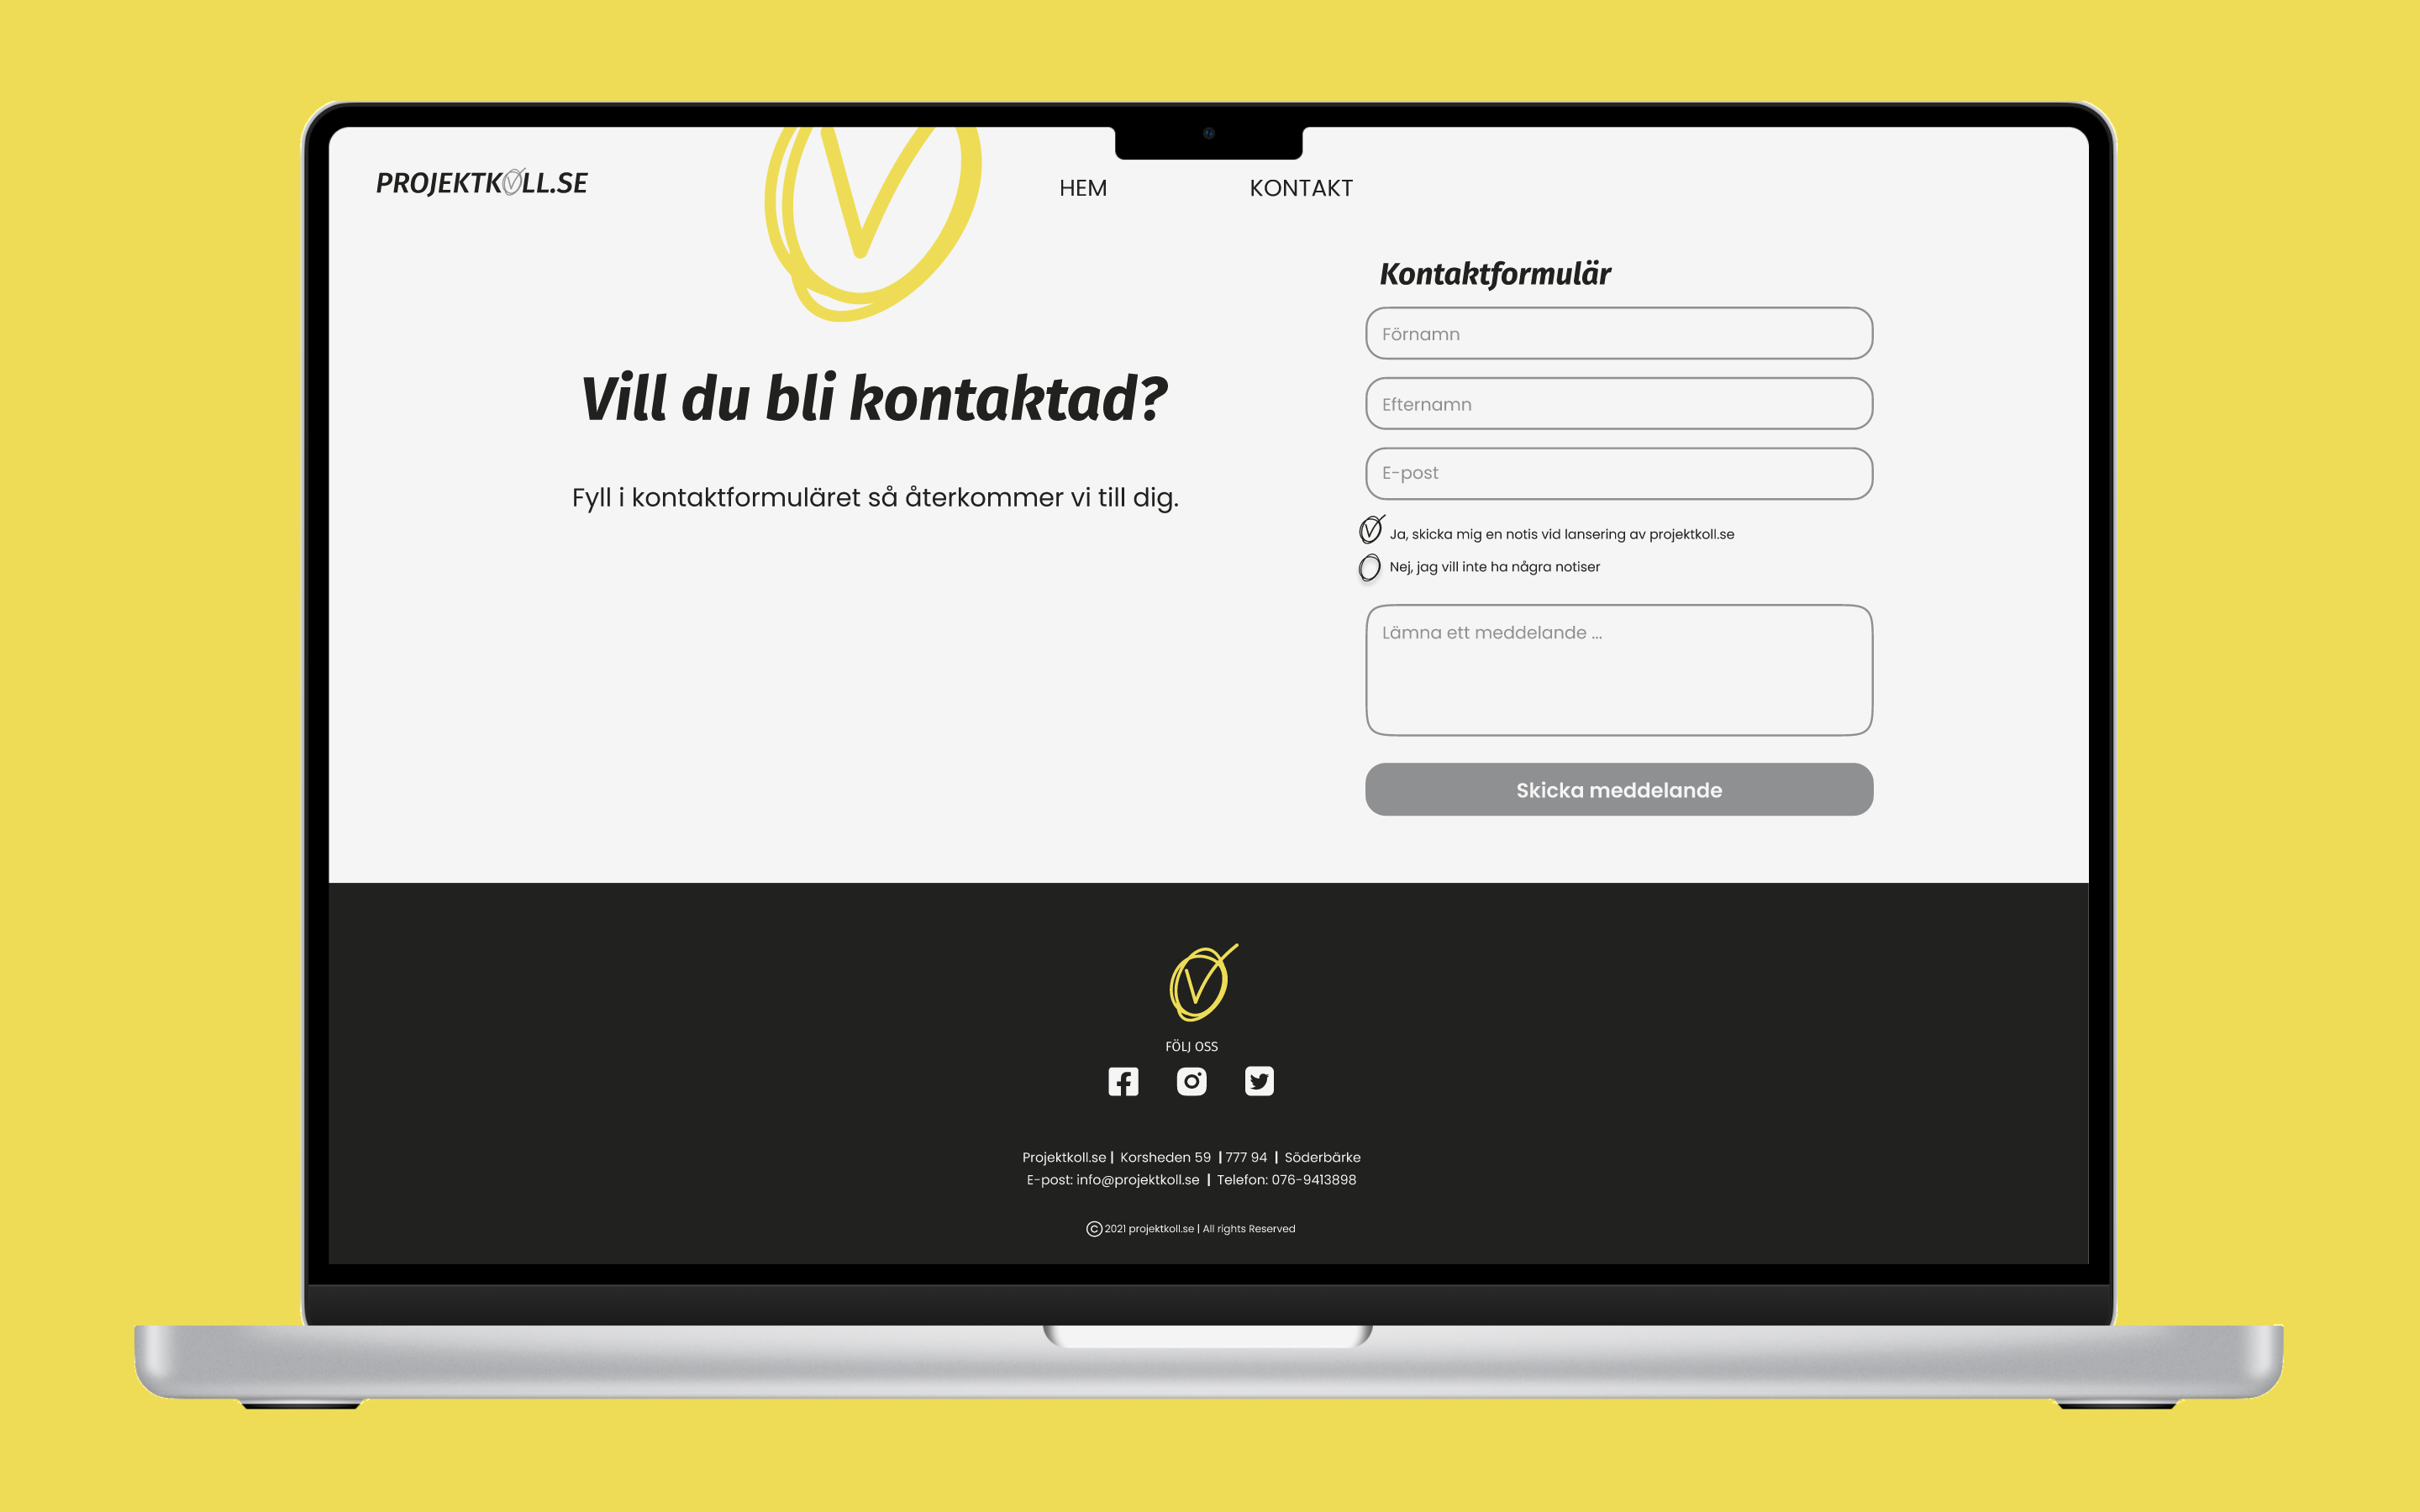 PROJEKTKOLL.SE
HEM
KONTAKT
Vill du bli kontaktad?
Fyll i kontaktformuläret så återkommer vi till dig.
Kontaktformulär
Förnamn
Efternamn
E-post
Ja, skicka mig en notis vid lansering av projektkoll.se
Nej, jag vill inte ha några notiser
Lämna ett meddelande ...
Skicka meddelande
FÖLJ OSS
Projektkoll.se | Korsheden 59 | 777 94 | Söderbärke
E-post: info@projektkoll.se | Telefon: 076-9413898
© 2021 projektkoll.se | All rights Reserved